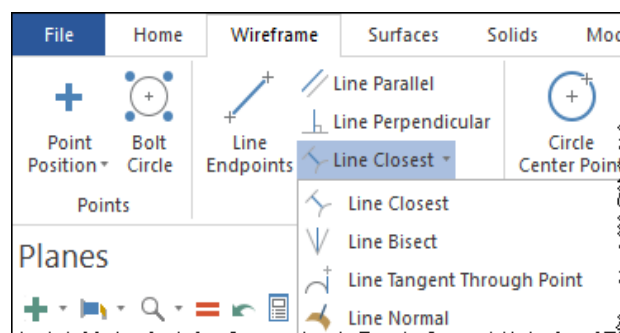 File Home Wireframe Surfaces Solids
Line Parallel
Line Perpendicular
Point Position
Bolt Circle
Line Endpoints
Line Closest
Circle Center Point
Points
Line Closest
Line Bisect
Line Tangent Through Point
Line Normal
Planes